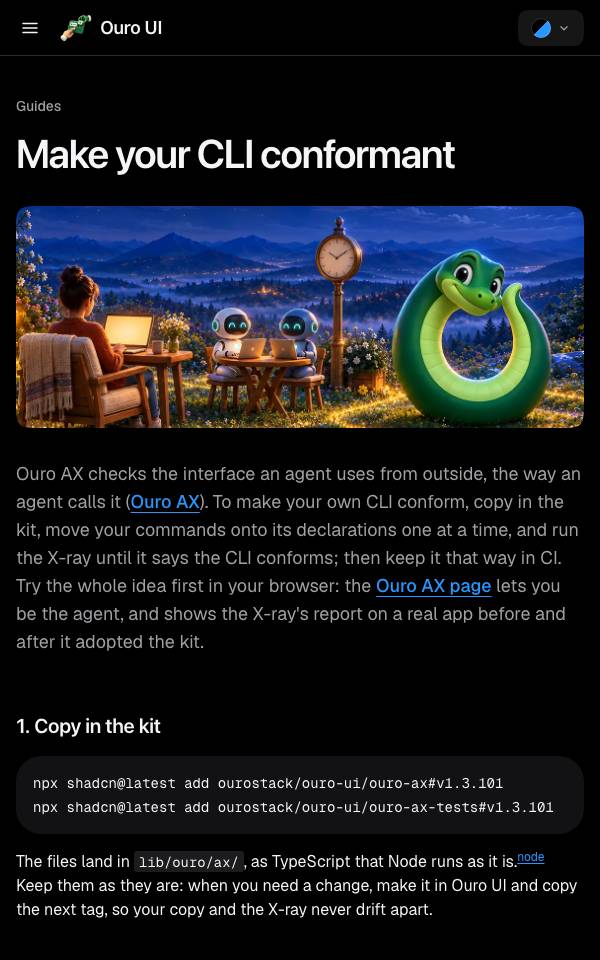 Ouro UI
Guides
Make your CLI conformant
Ouro AX checks the interface an agent uses from outside, the way an
agent calls it (Ouro AX). To make your own CLI conform, copy in the
kit, move your commands onto its declarations one at a time, and run
the X-ray until it says the CLI conforms; then keep it that way in CI.
Try the whole idea first in your browser: the Ouro AX page lets you
be the agent, and shows the X-ray's report on a real app before and
after it adopted the kit.
1. Copy in the kit
npx shadcn@latest add ourostack/ouro-ui/ouro-ax#v1.3.101
npx shadcn@latest add ourostack/ouro-ui/ouro-ax-tests#v1.3.101
The files land in lib/ouro/ax/, as TypeScript that Node runs as it is.node
Keep them as they are: when you need a change, make it in Ouro UI and copy
the next tag, so your copy and the X-ray never drift apart.